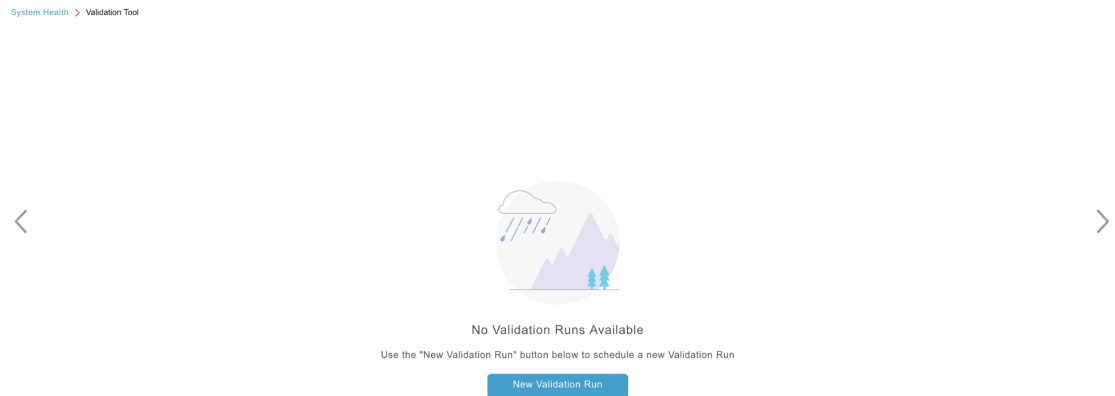 System Health > Validation Tool
No Validation Runs Available
Use the "New Validation Run" button below to schedule a new Validation Run
New Validation Run